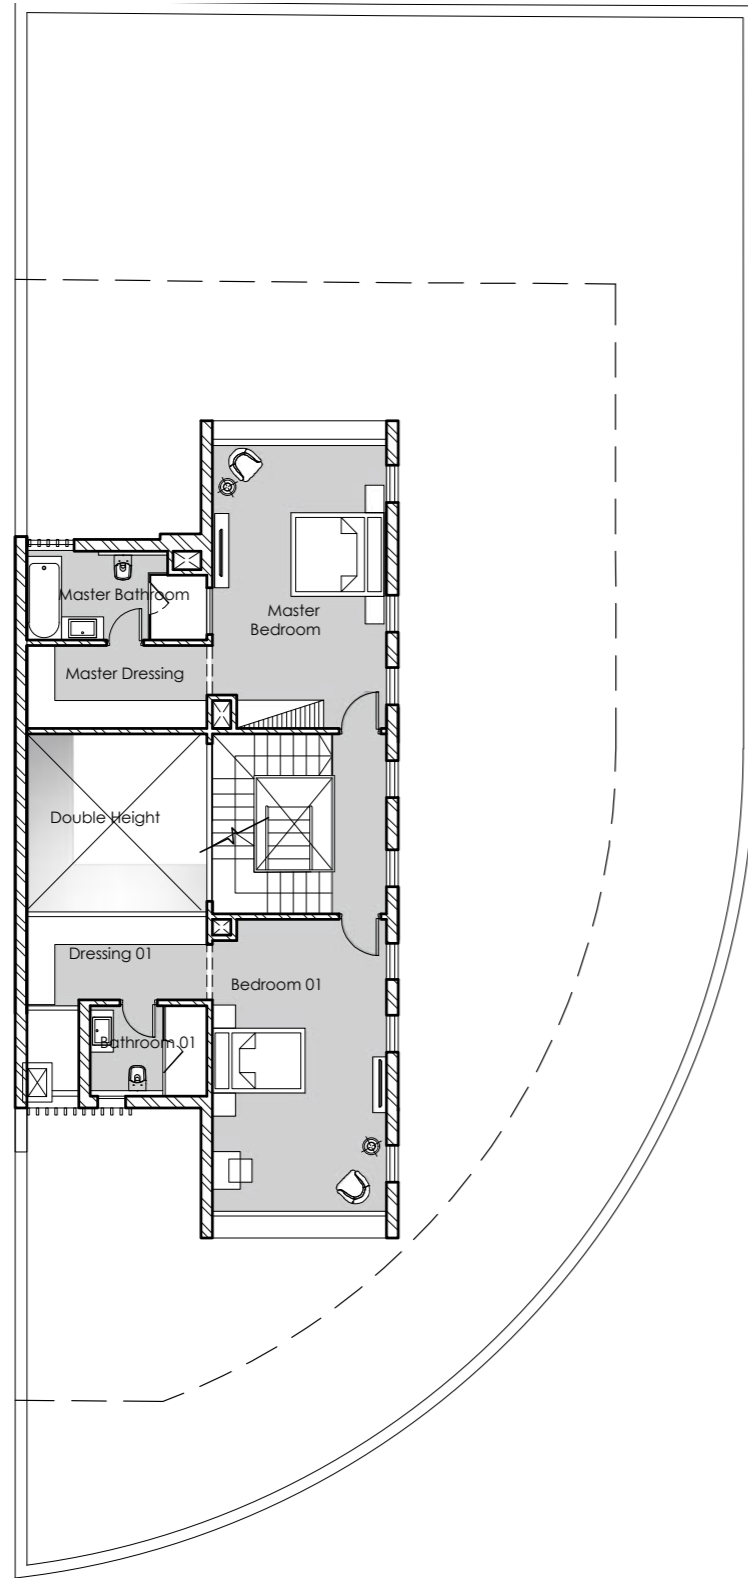 Master Bathroom
Master
Bedroom
Master Dressing
Double Height
Dressing 01
Bedroom 01
Bathroom 01